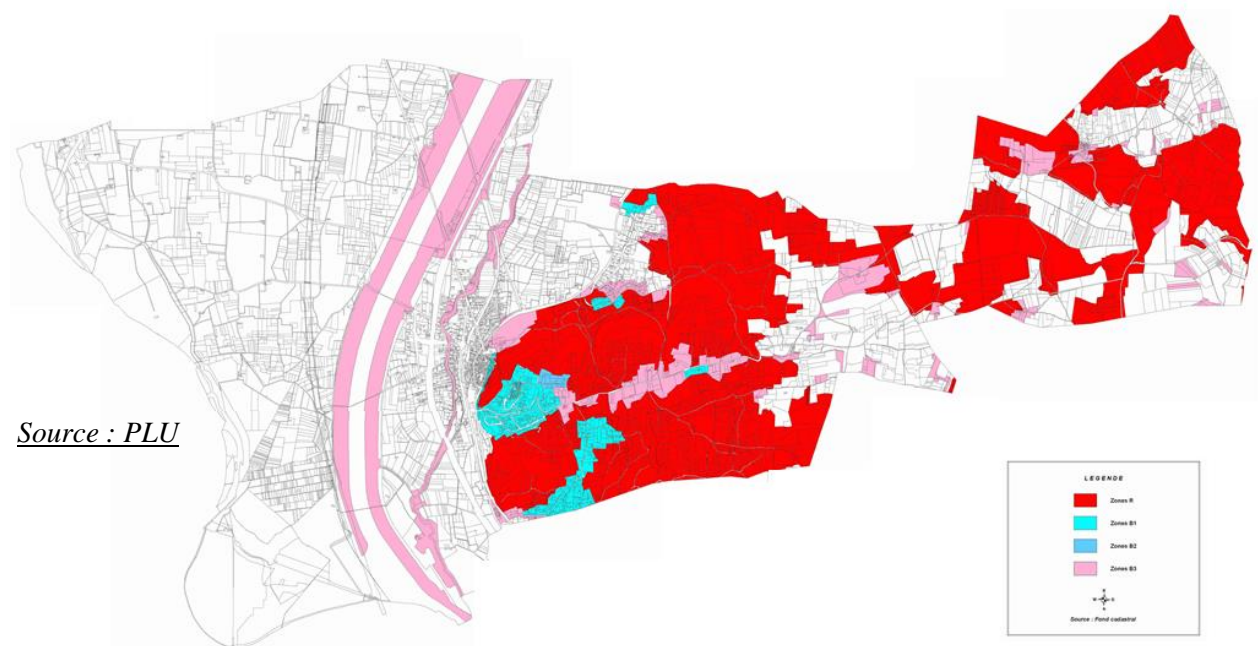 Source : PLU
LEGENDE
Zones R
Zones B1
Zones B2
Zones B3
N
W E
S
Source : Fond cadastral